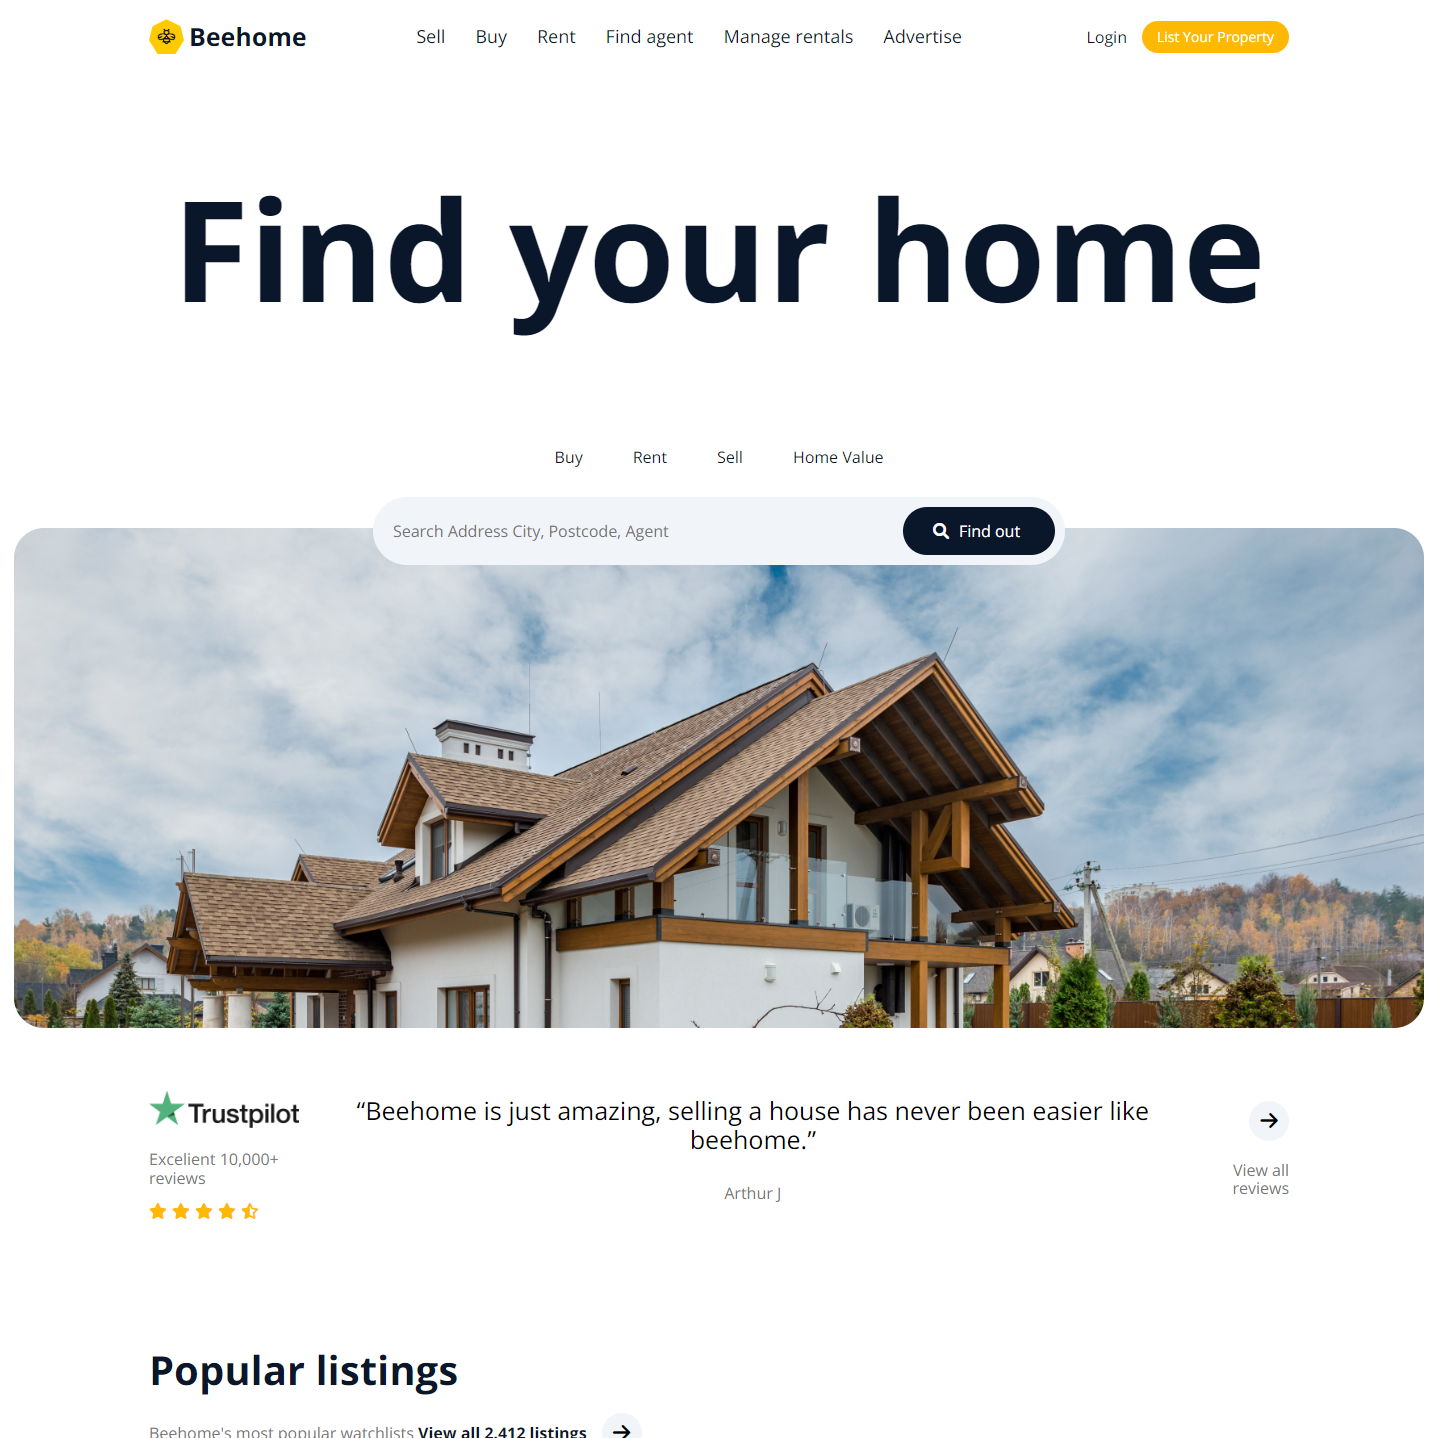 Beehome
Sell Buy Rent Find agent Manage rentals Advertise
Login List Your Property
Find your home
Buy Rent Sell Home Value
Search Address City, Postcode, Agent
Find out
Trustpilot
Excelient 10,000+
reviews
“Beehome is just amazing, selling a house has never been easier like
beehome.”
Arthur J
View all
reviews
Popular listings
Beehome's most popular watchlists View all 2,412 listings